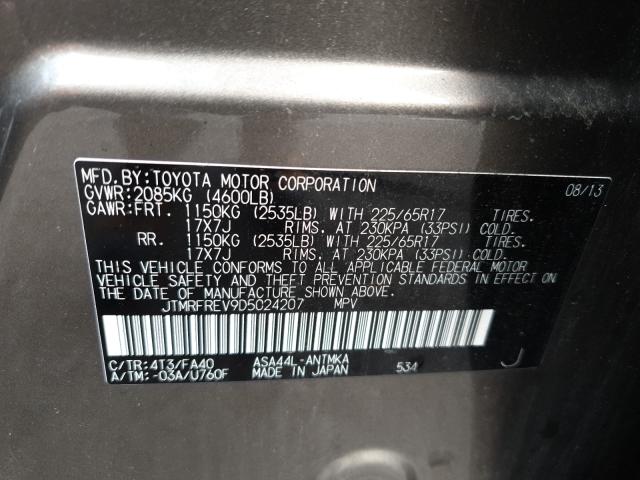 MFD. BY: TOYOTA MOTOR CORPORATION 08/13
GVWR: 2085KG (4600LB)
GAWR: FRT. 1150KG (2535LB) WITH 225/65R17 TIRES.
17X7J RIMS. AT 230KPA (33PSI) COLD.
RR. 1150KG (2535LB) WITH 225/65R17 TIRES.
17X7J RIMS. AT 230KPA (33PSI) COLD.
THIS VEHICLE CONFORMS TO ALL APPLICABLE FEDERAL MOTOR
VEHICLE SAFETY AND THEFT PREVENTION STANDARDS IN EFFECT ON
THE DATE OF MANUFACTURE SHOWN ABOVE.
JTMRFREV9D5024207 MPV
C/TR: 4T3/FA40 ASA44L-ANTMKA
A/TM: -03A/U760F MADE IN JAPAN 534 J